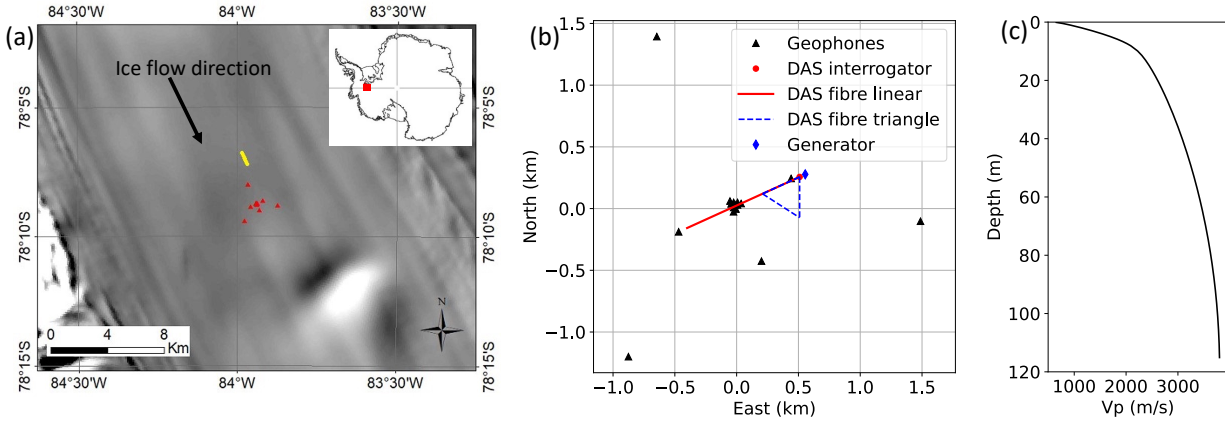 (a)
84°30'W
84°W
83°30'W
Ice flow direction
78°5'S
78°5'S
78°10'S
78°10'S
78°15'S
78°15'S
N
0
4
8
Km
84°30'W
84°W
83°30'W
(b)
1.5
1.0
0.5
0.0
−0.5
−1.0
North (km)
Geophones
DAS interrogator
DAS fibre linear
DAS fibre triangle
Generator
−1.0
−0.5
0.0
0.5
1.0
1.5
East (km)
(c)
0
20
40
60
80
100
120
Depth (m)
1000
2000
3000
Vp (m/s)